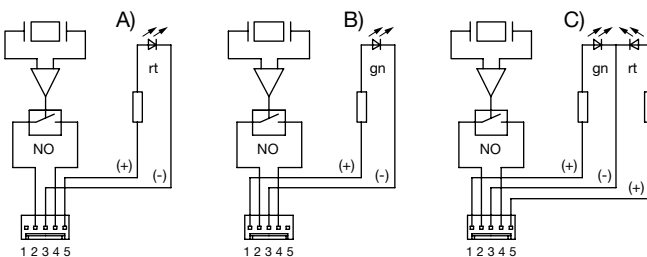 A)
rt
NO
(+)
(-)
1 2 3 4 5
B)
gn
NO
(+)
(-)
1 2 3 4 5
C)
gn rt
NO
(+)
(-)
(+)
1 2 3 4 5